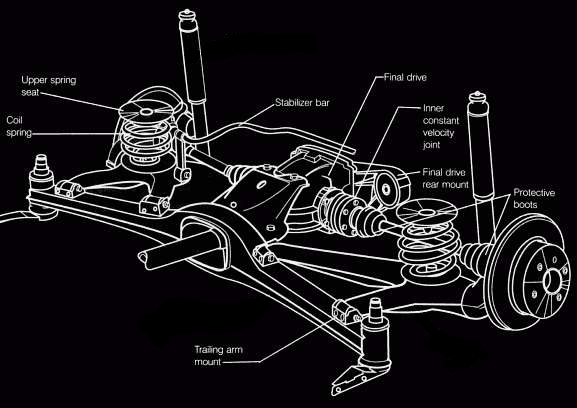 Upper spring
seat
Coil
spring
Stabilizer bar
Final drive
Inner
constant
velocity
joint
Final drive
rear mount
Protective
boots
Trailing arm
mount